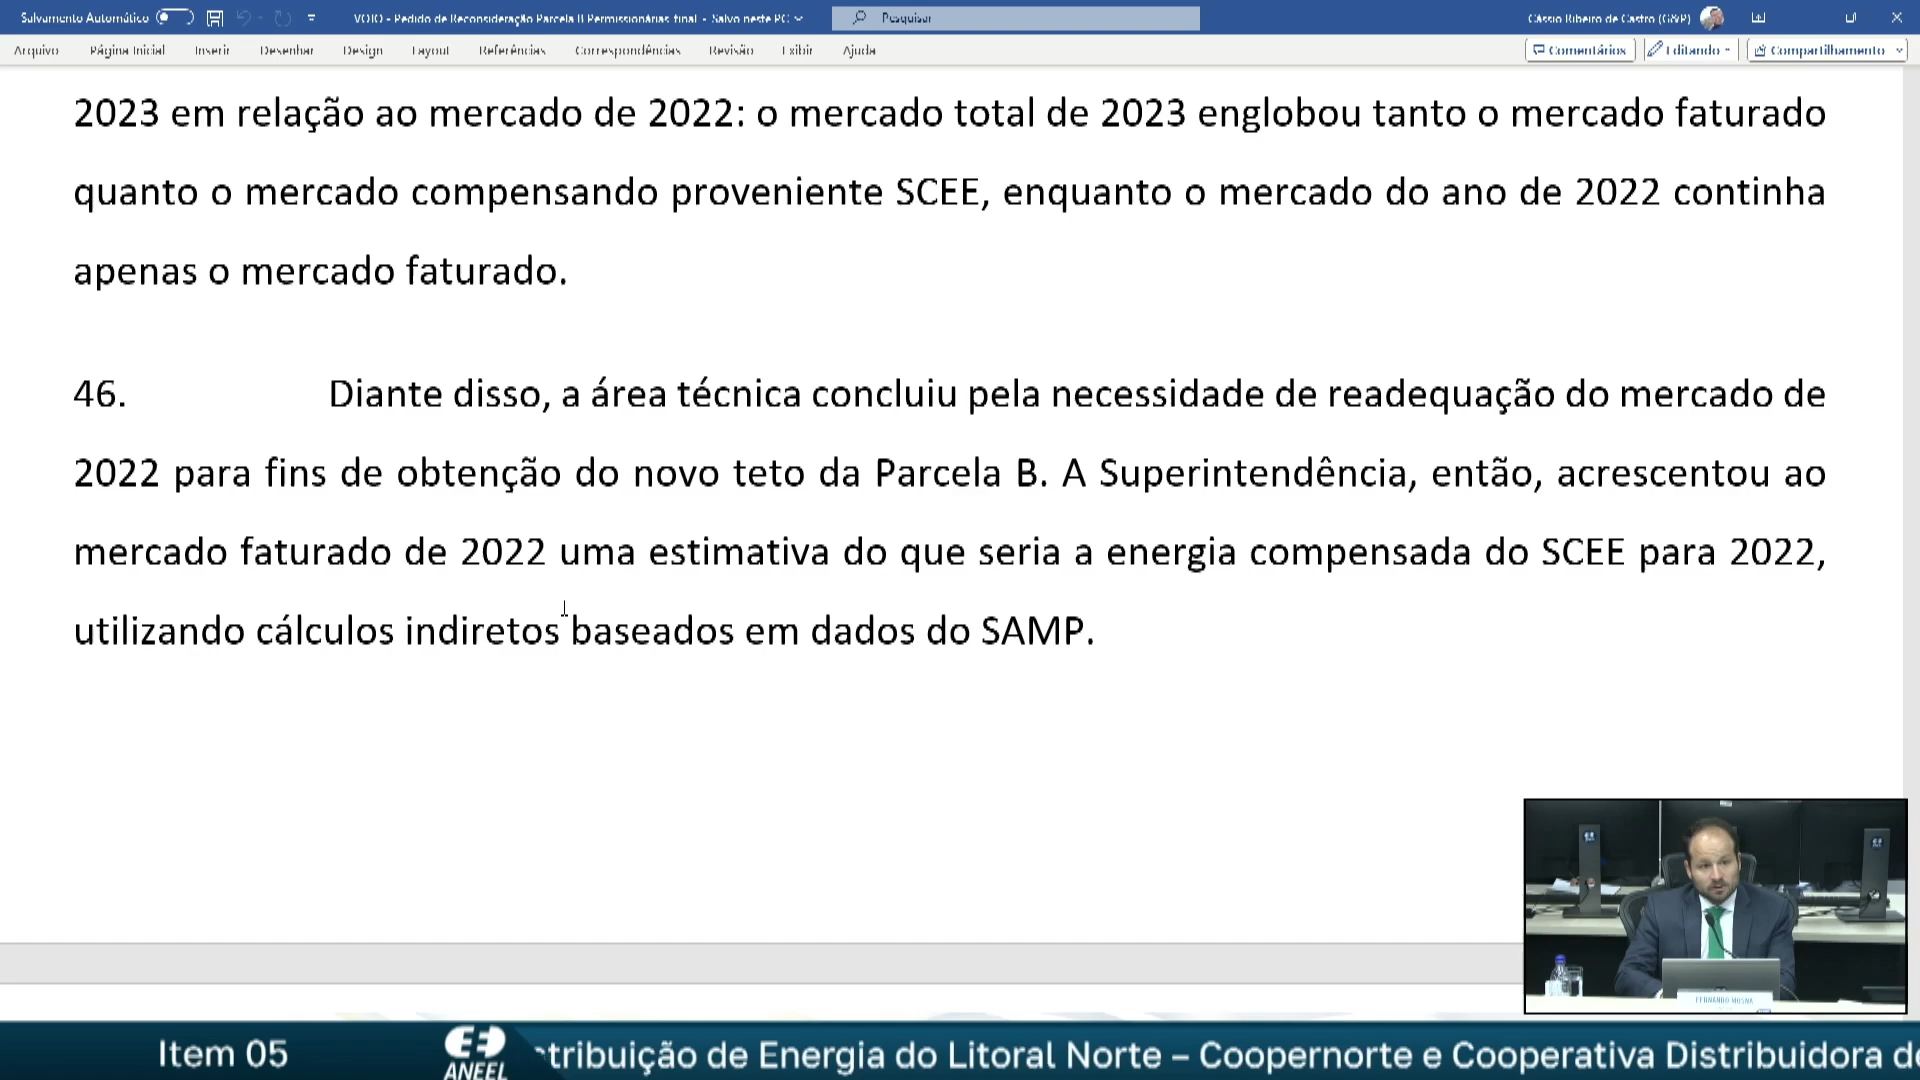 Salvamento Automático
VOTO - Pedido de Reconsideração Parcela B Permissionárias final - Salvo neste PC
Pesquisar
Cássio Ribeiro de Castro (G&P)
Arquivo Página Inicial Inserir Desenhar Design Layout Referências Correspondências Revisão Exibir Ajuda
Comentários Editando Compartilhamento
2023 em relação ao mercado de 2022: o mercado total de 2023 englobou tanto o mercado faturado
quanto o mercado compensando proveniente SCEE, enquanto o mercado do ano de 2022 continha
apenas o mercado faturado.
46. Diante disso, a área técnica concluiu pela necessidade de readequação do mercado de
2022 para fins de obtenção do novo teto da Parcela B. A Superintendência, então, acrescentou ao
mercado faturado de 2022 uma estimativa do que seria a energia compensada do SCEE para 2022,
utilizando cálculos indiretos baseados em dados do SAMP.
FERNANDO MOSNA
Item 05
ANEEL
tribuição de Energia do Litoral Norte – Coopernorte e Cooperativa Distribuidora de